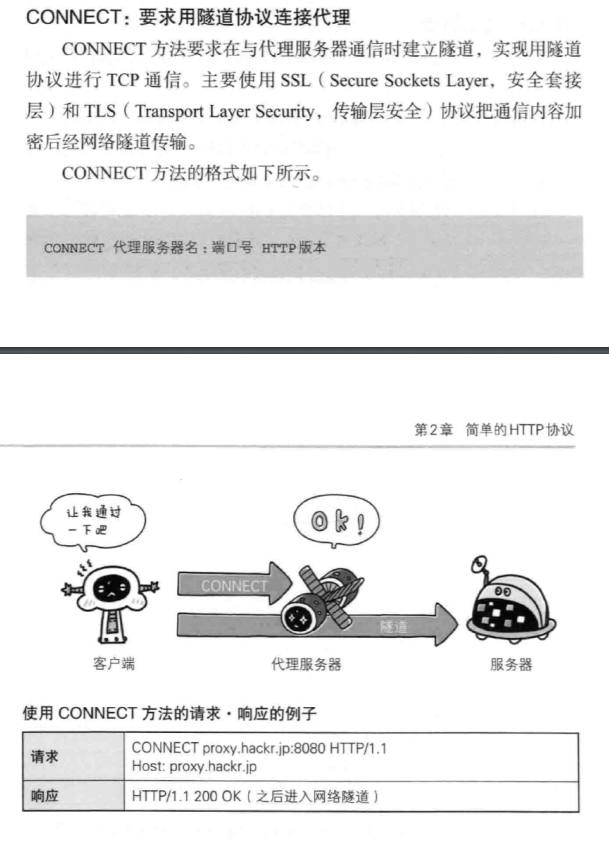 CONNECT：要求用隧道协议连接代理
CONNECT 方法要求在与代理服务器通信时建立隧道，实现用隧道
协议进行 TCP 通信。主要使用 SSL（Secure Sockets Layer，安全套接
层）和 TLS（Transport Layer Security，传输层安全）协议把通信内容加
密后经网络隧道传输。
CONNECT 方法的格式如下所示。
CONNECT 代理服务器名:端口号 HTTP版本
第2章 简单的HTTP协议
让我通过
一下吧
Ok!
CONNECT
隧道
客户端
代理服务器
服务器
使用 CONNECT 方法的请求·响应的例子
请求
CONNECT proxy.hackr.jp:8080 HTTP/1.1
Host: proxy.hackr.jp
响应
HTTP/1.1 200 OK（之后进入网络隧道）